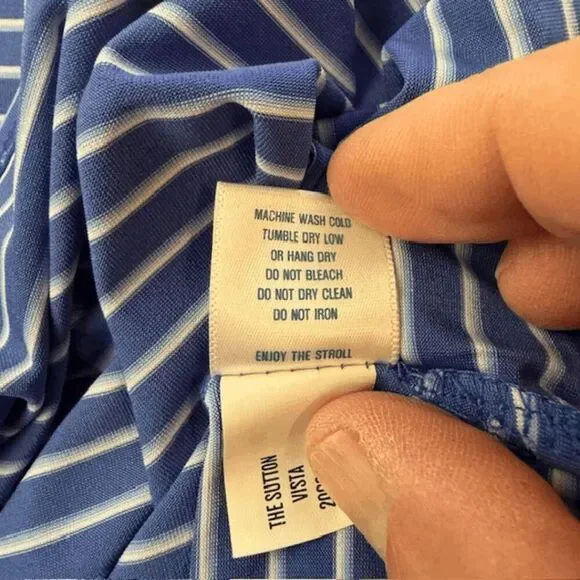 MACHINE WASH COLD
TUMBLE DRY LOW
OR HANG DRY
DO NOT BLEACH
DO NOT DRY CLEAN
DO NOT IRON
ENJOY THE STROLL
THE SUTTON
VISTA